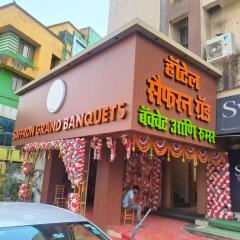 SAFFRON GRAND BANQUETS
हॉटेल
सैफरन ग्रँड
बँक्वेट आणि रुम्स